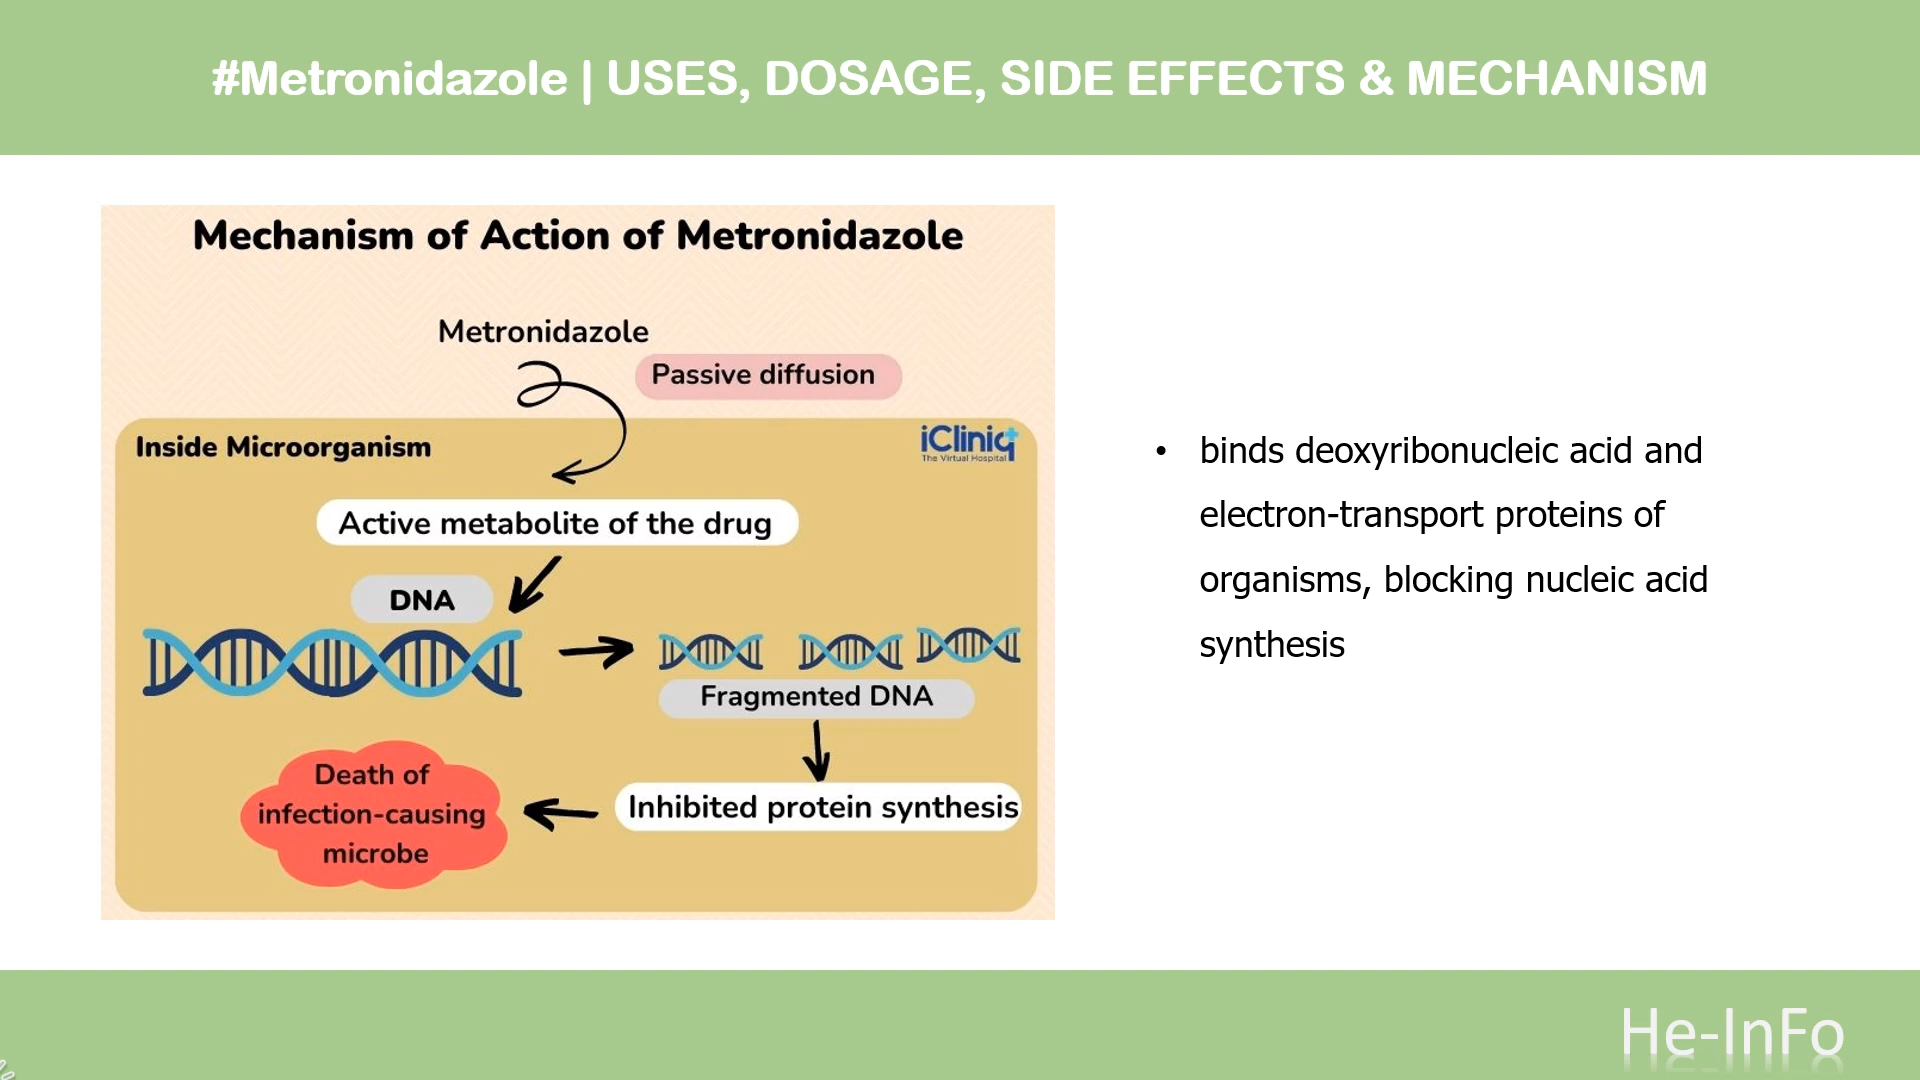 #Metronidazole | USES, DOSAGE, SIDE EFFECTS & MECHANISM
Mechanism of Action of Metronidazole
Metronidazole
Passive diffusion
Inside Microorganism
iCliniq
The Virtual Hospital
Active metabolite of the drug
DNA
Fragmented DNA
Inhibited protein synthesis
Death of
infection-causing
microbe
• binds deoxyribonucleic acid and
electron-transport proteins of
organisms, blocking nucleic acid
synthesis
He-InFo